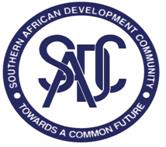 SOUTHERN AFRICAN DEVELOPMENT COMMUNITY
SADC
TOWARDS A COMMON FUTURE